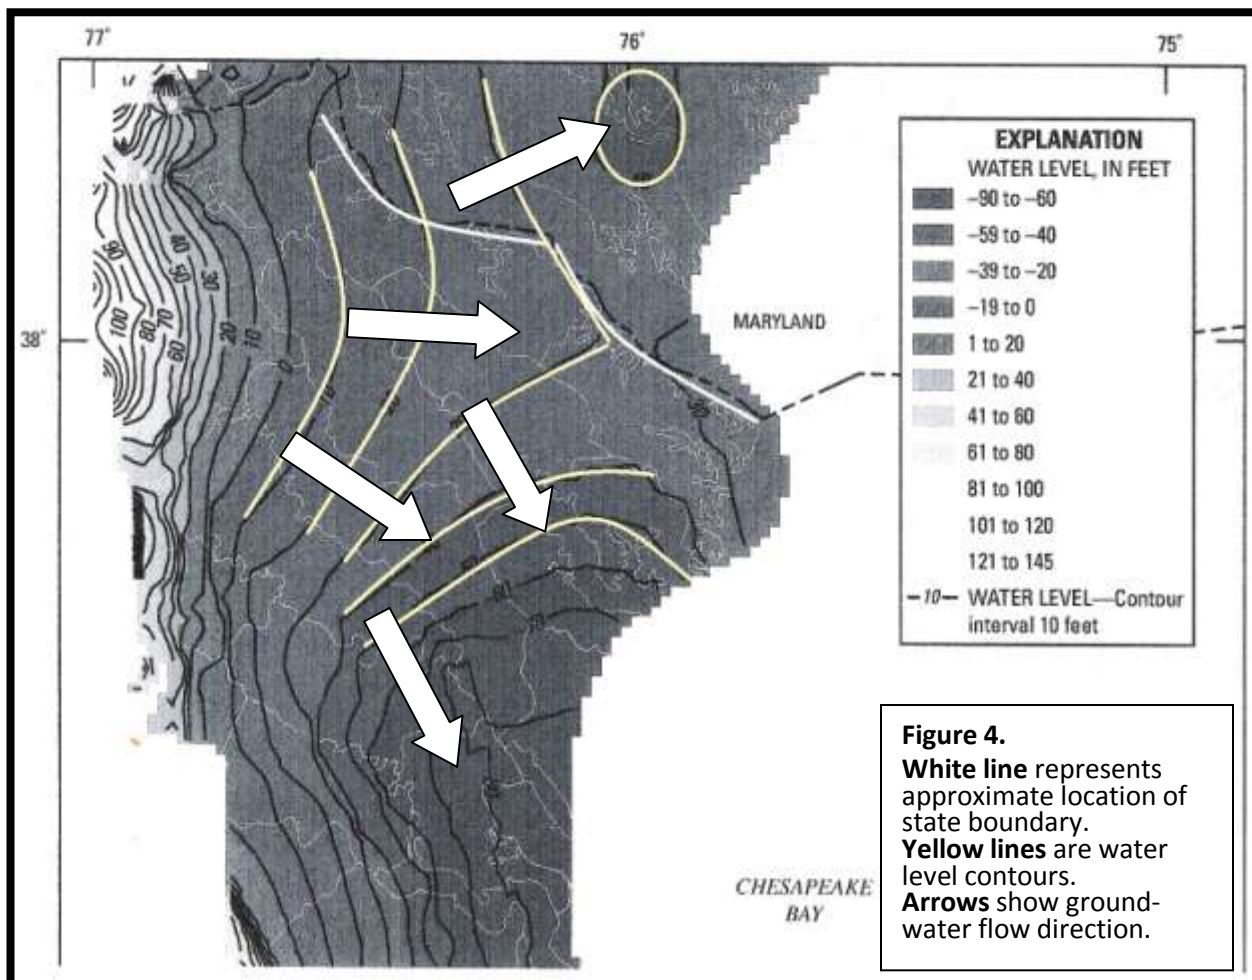 77°
76°
75°
38°
EXPLANATION
WATER LEVEL, IN FEET
–90 to –60
–59 to –40
–39 to –20
–19 to 0
1 to 20
21 to 40
41 to 60
61 to 80
81 to 100
101 to 120
121 to 145
–10– WATER LEVEL—Contour
interval 10 feet
MARYLAND
90
100
80
70
60
40
30
20
10
0
CHESAPEAKE
BAY
Figure 4.
White line represents
approximate location of
state boundary.
Yellow lines are water
level contours.
Arrows show ground-
water flow direction.